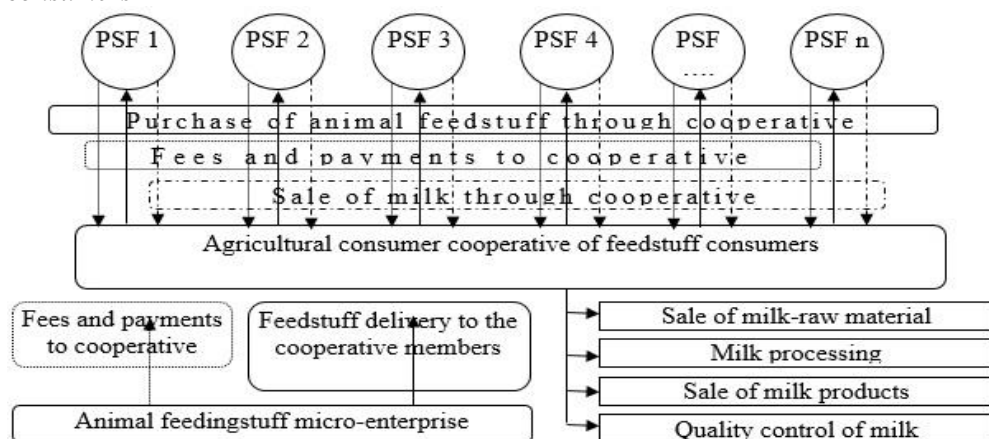 PSF 1
PSF 2
PSF 3
PSF 4
PSF
....
PSF n
Purchase of animal feedstuff through cooperative
Fees and payments to cooperative
Sale of milk through cooperative
Agricultural consumer cooperative of feedstuff consumers
Fees and payments
to cooperative
Feedstuff delivery to the
cooperative members
Animal feedingstuff micro-enterprise
Sale of milk-raw material
Milk processing
Sale of milk products
Quality control of milk